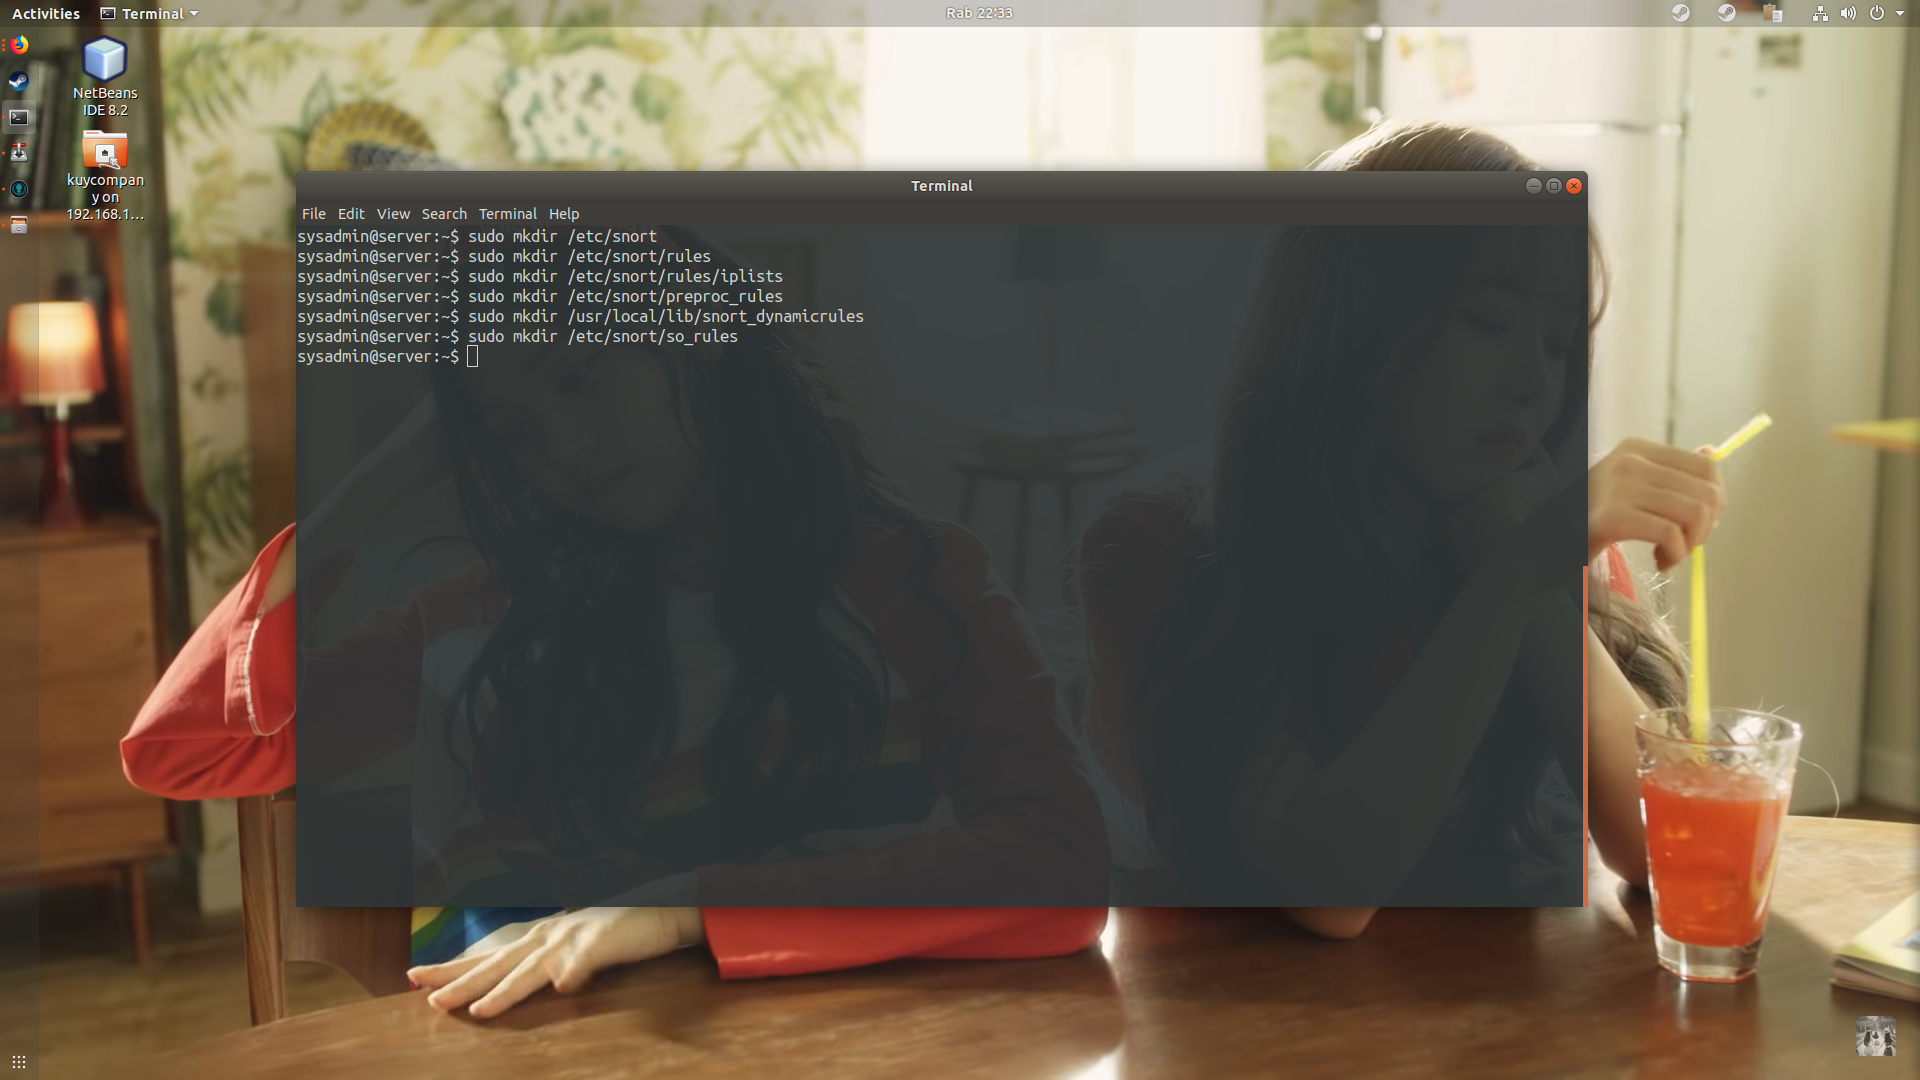 Activities
Terminal
Rab 22:33
NetBeans
IDE 8.2
kuycompan
y on
192.168.1...
Terminal
File Edit View Search Terminal Help
sysadmin@server:~$ sudo mkdir /etc/snort
sysadmin@server:~$ sudo mkdir /etc/snort/rules
sysadmin@server:~$ sudo mkdir /etc/snort/rules/iplists
sysadmin@server:~$ sudo mkdir /etc/snort/preproc_rules
sysadmin@server:~$ sudo mkdir /usr/local/lib/snort_dynamicrules
sysadmin@server:~$ sudo mkdir /etc/snort/so_rules
sysadmin@server:~$